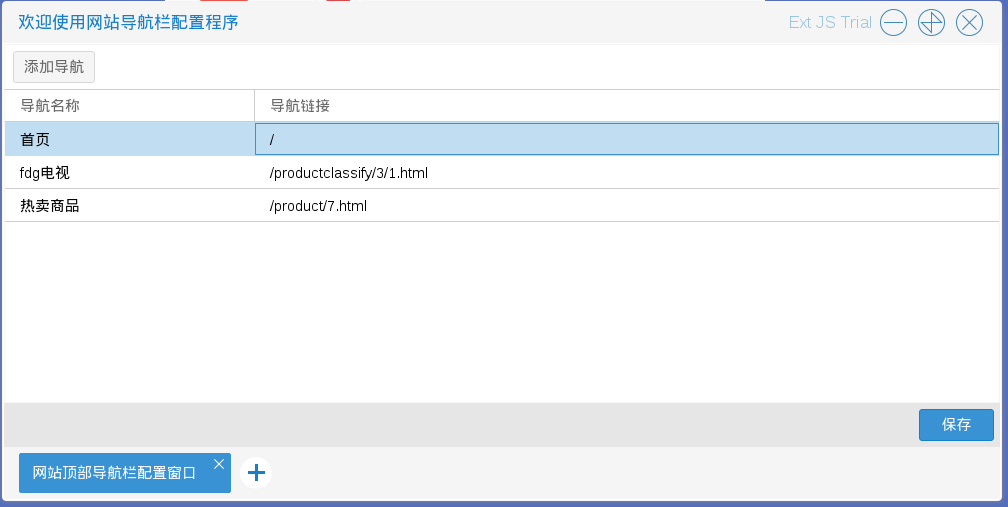 欢迎使用网站导航栏配置程序 Ext JS Trial
添加导航
导航名称 导航链接
首页 /
fdg电视 /productclassify/3/1.html
热卖商品 /product/7.html
保存
网站顶部导航栏配置窗口